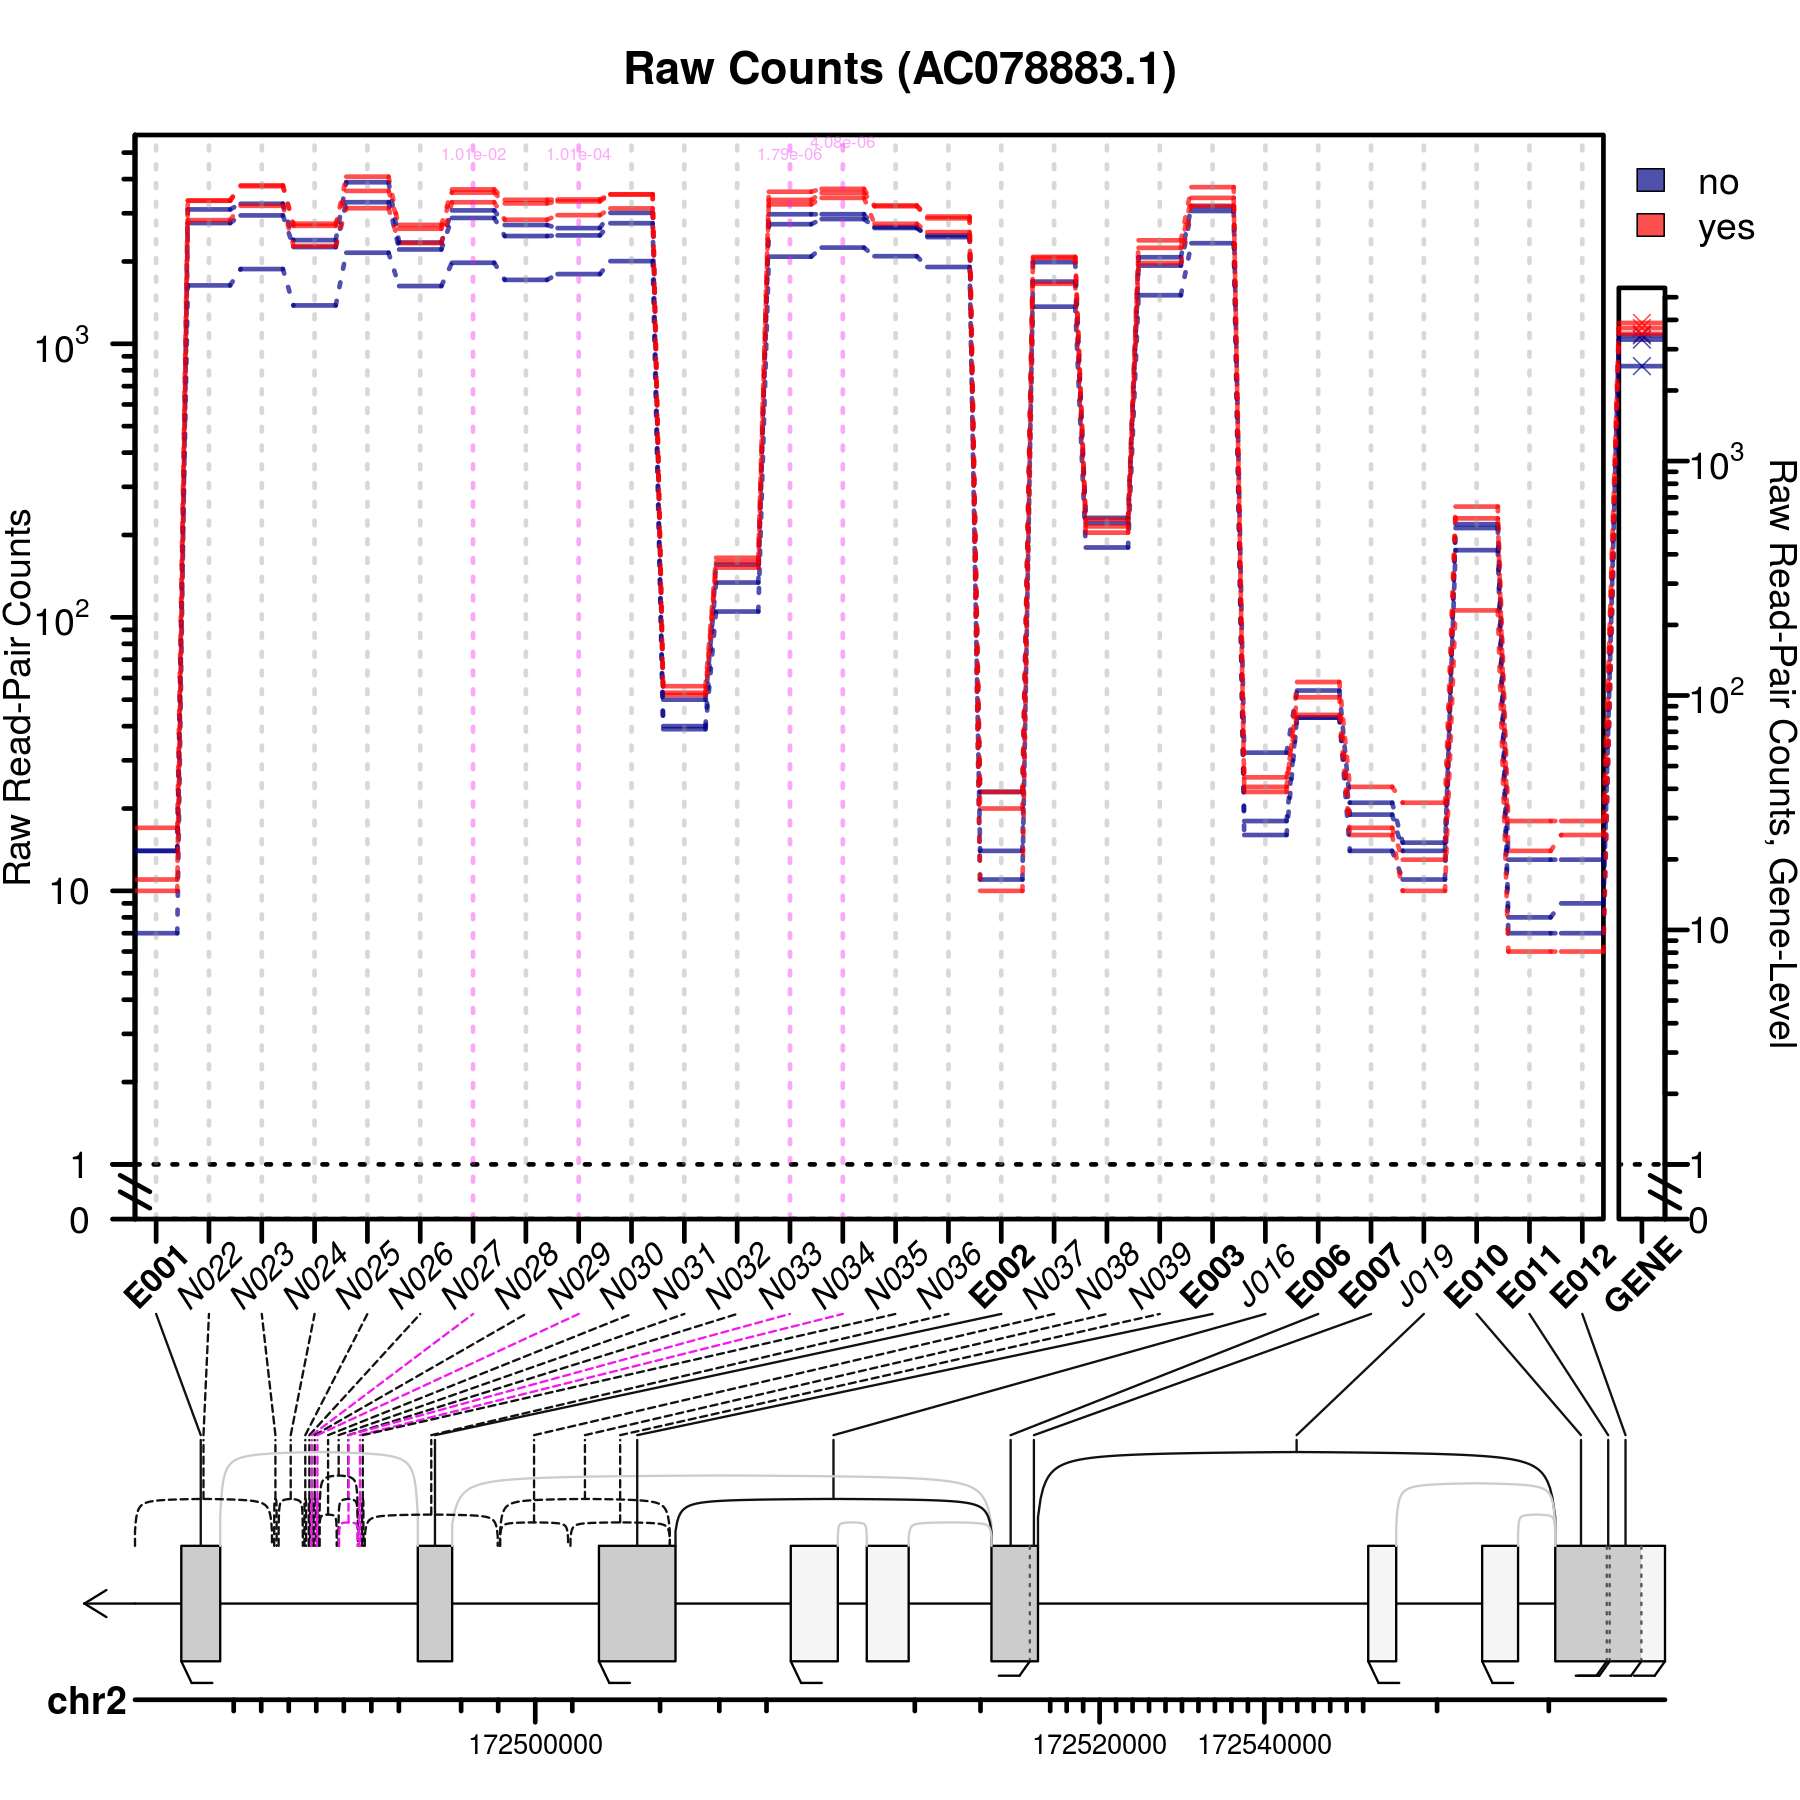 Raw Counts (AC078883.1)
1.01e-02 1.01e-04 1.79e-06 4.08e-06
no
yes
Raw Read-Pair Counts
10³
10²
10
1
0
10³
10²
10
1
0
Raw Read-Pair Counts, Gene-Level
E001 N022 N023 N024 N025 N026 N027 N028 N029 N030 N031 N032 N033 N034 N035 N036 E002 N037 N038 N039 E003 J016 E006 E007 J019 E010 E011 E012 GENE
chr2
172500000 172520000 172540000